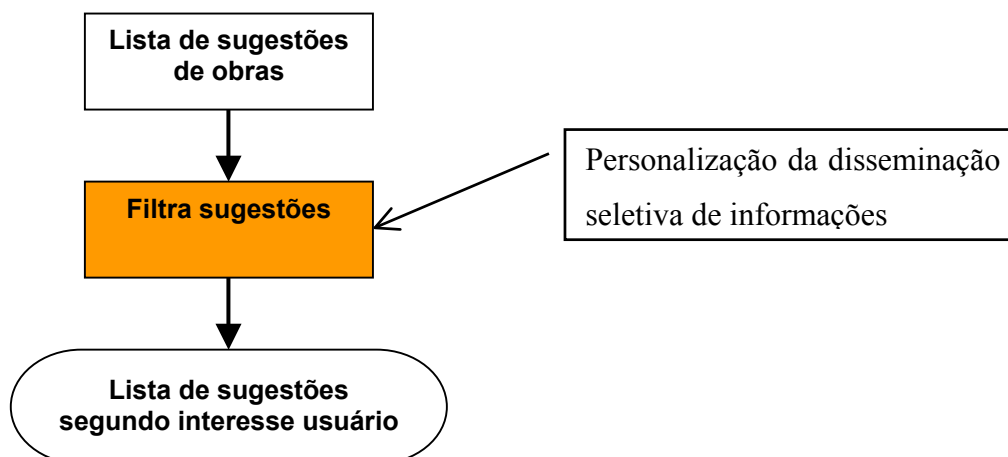 Lista de sugestões
de obras
Filtra sugestões
Personalização da disseminação
seletiva de informações
Lista de sugestões
segundo interesse usuário